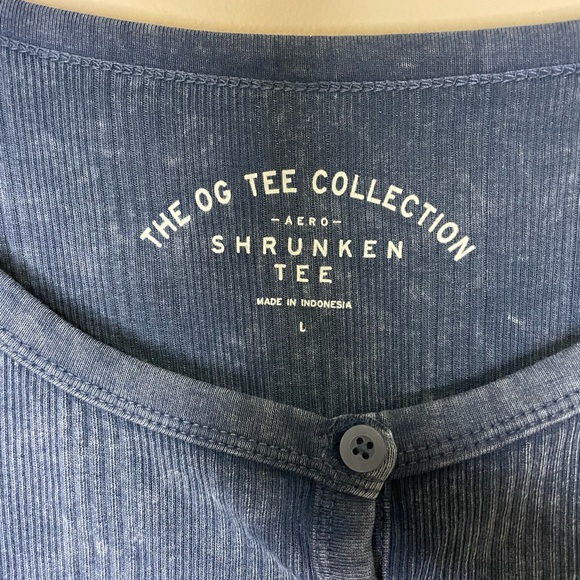 THE OG TEE COLLECTION
- AERO -
SHRUNKEN
TEE
MADE IN INDONESIA
L